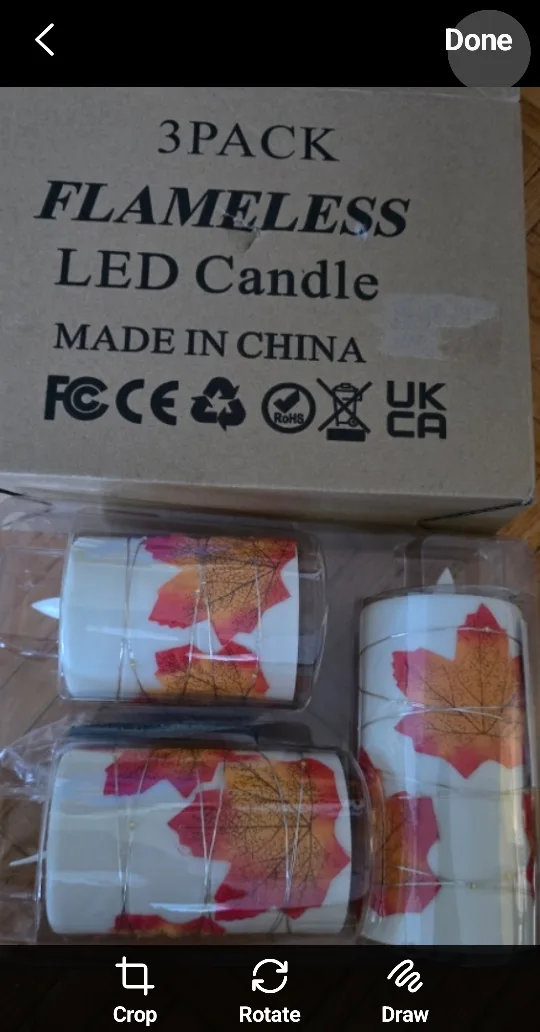 Done
3PACK
FLAMELESS
LED Candle
MADE IN CHINA
FC CE RoHS UK
CA
Crop Rotate Draw